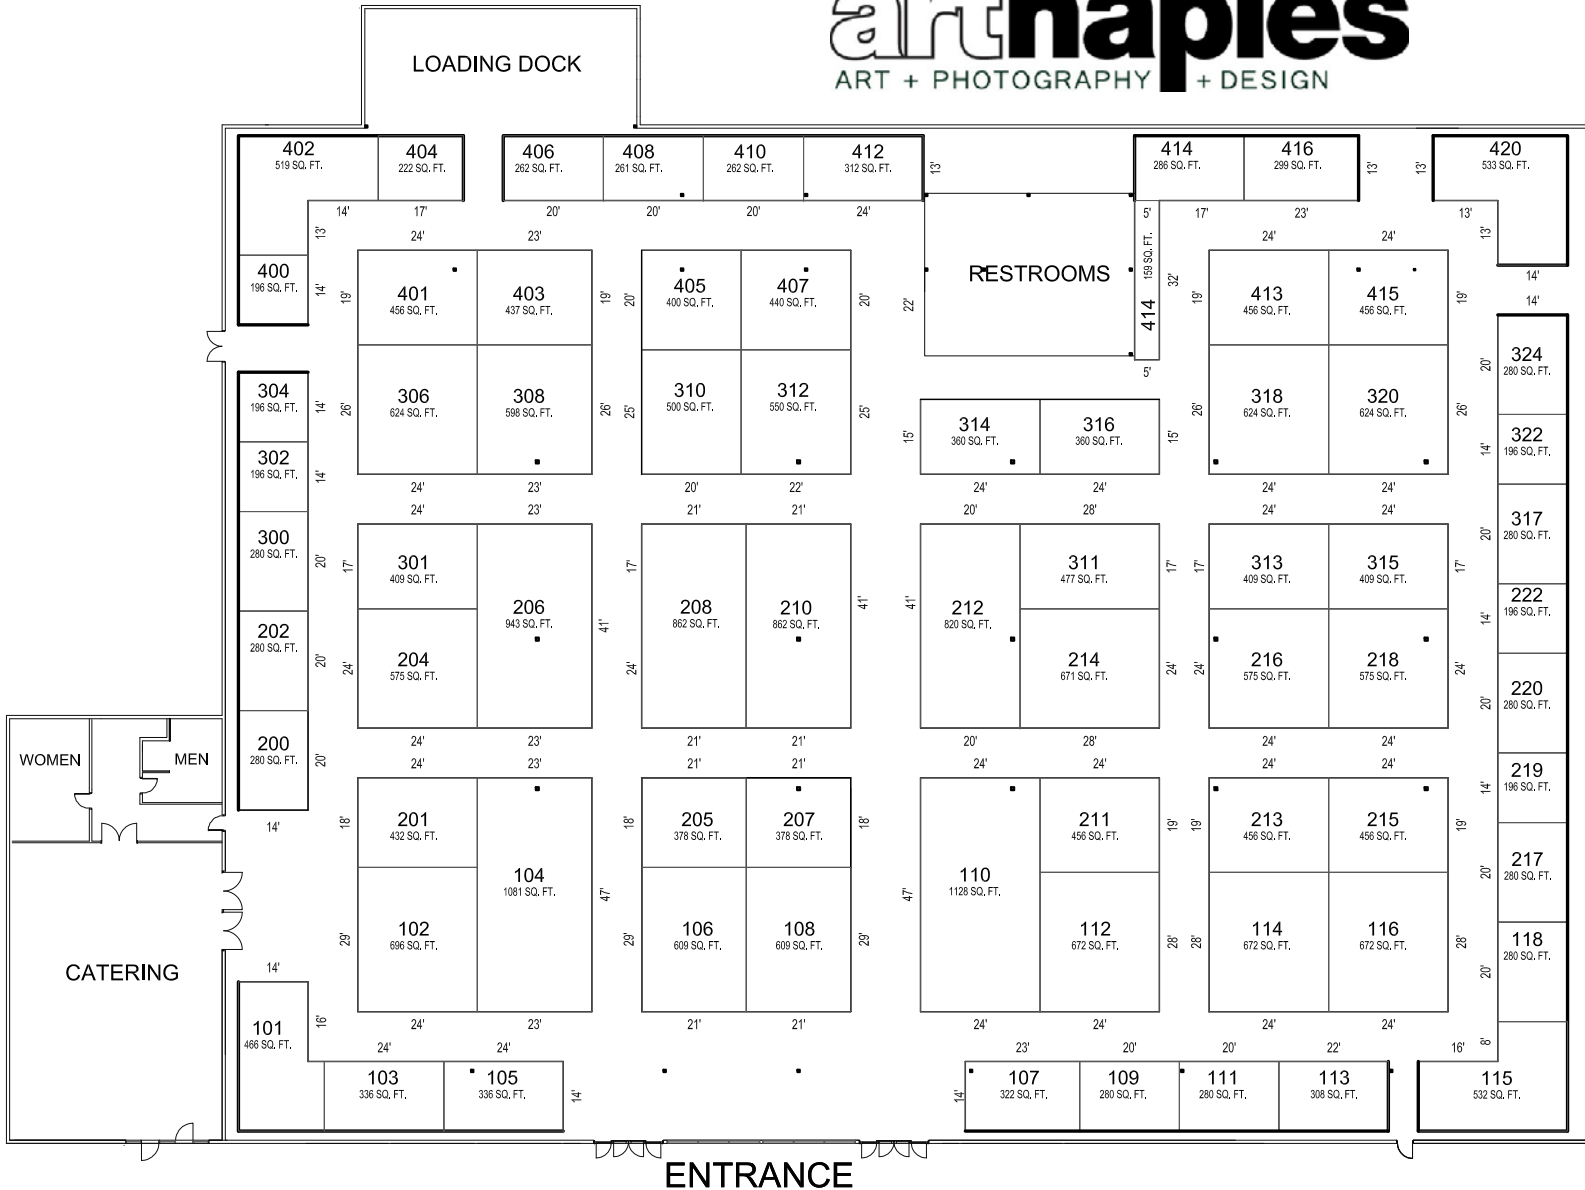 artnaples
ART + PHOTOGRAPHY + DESIGN
LOADING DOCK
402
519 SQ. FT.
404
222 SQ. FT.
406
262 SQ. FT.
408
261 SQ. FT.
410
262 SQ. FT.
412
312 SQ. FT.
13'
414
286 SQ. FT.
416
299 SQ. FT.
13'
13'
420
533 SQ. FT.
14'
17'
20'
20'
20'
24'
5'
17'
23'
13'
13'
24'
23'
24'
24'
13'
400
196 SQ. FT.
14'
19'
401
456 SQ. FT.
403
437 SQ. FT.
19'
20'
405
400 SQ. FT.
407
440 SQ. FT.
20'
22'
RESTROOMS
414
159 SQ. FT.
32'
19'
413
456 SQ. FT.
415
456 SQ. FT.
19'
14'
14'
5'
304
196 SQ. FT.
14'
26'
306
624 SQ. FT.
308
598 SQ. FT.
26'
25'
310
500 SQ. FT.
312
550 SQ. FT.
25'
15'
314
360 SQ. FT.
316
360 SQ. FT.
15'
26'
318
624 SQ. FT.
320
624 SQ. FT.
26'
20'
324
280 SQ. FT.
302
196 SQ. FT.
14'
14'
322
196 SQ. FT.
24'
23'
20'
22'
24'
24'
24'
24'
24'
23'
21'
21'
20'
28'
24'
24'
300
280 SQ. FT.
20'
17'
301
409 SQ. FT.
206
943 SQ. FT.
41'
17'
208
862 SQ. FT.
210
862 SQ. FT.
41'
41'
212
820 SQ. FT.
311
477 SQ. FT.
17'
17'
313
409 SQ. FT.
315
409 SQ. FT.
17'
20'
317
280 SQ. FT.
202
280 SQ. FT.
20'
24'
204
575 SQ. FT.
24'
214
671 SQ. FT.
24'
24'
216
575 SQ. FT.
218
575 SQ. FT.
24'
14'
222
196 SQ. FT.
20'
220
280 SQ. FT.
WOMEN
MEN
200
280 SQ. FT.
20'
14'
24'
23'
21'
21'
20'
28'
24'
24'
24'
23'
21'
21'
24'
24'
24'
24'
18'
201
432 SQ. FT.
104
1081 SQ. FT.
47'
18'
205
378 SQ. FT.
207
378 SQ. FT.
18'
47'
110
1128 SQ. FT.
211
456 SQ. FT.
19'
19'
213
456 SQ. FT.
215
456 SQ. FT.
19'
14'
219
196 SQ. FT.
20'
217
280 SQ. FT.
29'
102
696 SQ. FT.
29'
106
609 SQ. FT.
108
609 SQ. FT.
29'
112
672 SQ. FT.
28'
28'
114
672 SQ. FT.
116
672 SQ. FT.
28'
20'
118
280 SQ. FT.
CATERING
14'
101
466 SQ. FT.
16'
24'
23'
21'
21'
24'
24'
24'
24'
24'
24'
23'
20'
20'
22'
16'
8'
103
336 SQ. FT.
105
336 SQ. FT.
14'
14'
107
322 SQ. FT.
109
280 SQ. FT.
111
280 SQ. FT.
113
308 SQ. FT.
115
532 SQ. FT.
ENTRANCE